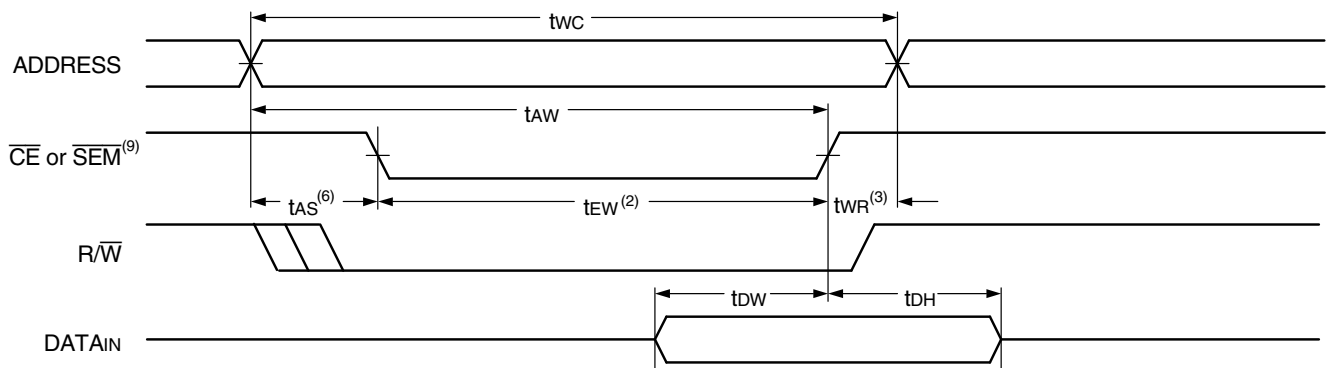 tWC
ADDRESS
tAW
CE or SEM(9)
tAS(6)
tEW(2)
tWR(3)
R/W
tDW
tDH
DATAIN